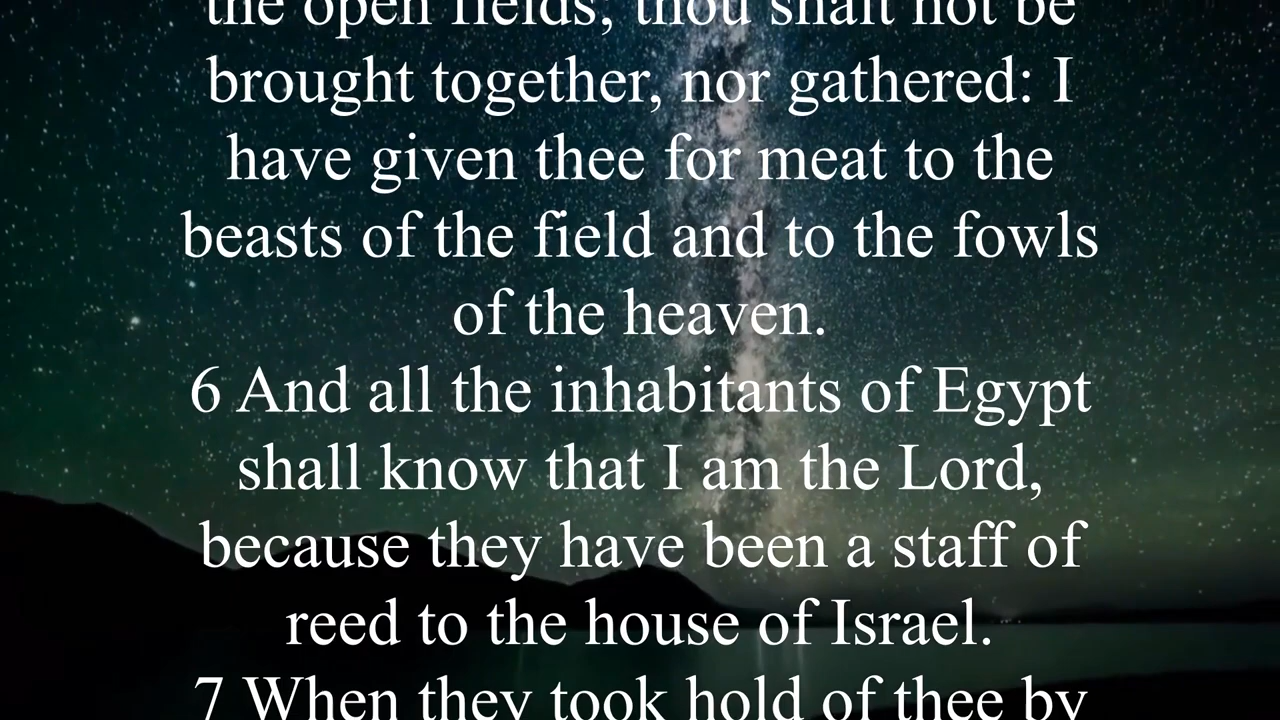 the open fields; thou shalt not be
brought together, nor gathered: I
have given thee for meat to the
beasts of the field and to the fowls
of the heaven.
6 And all the inhabitants of Egypt
shall know that I am the Lord,
because they have been a staff of
reed to the house of Israel.
7 When they took hold of thee by